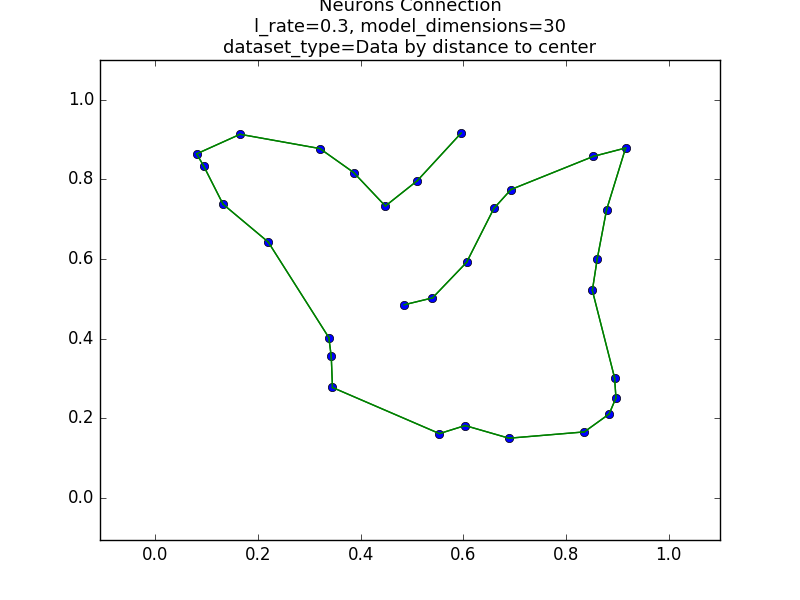 Neurons Connection
l_rate=0.3, model_dimensions=30
dataset_type=Data by distance to center
1.0
0.8
0.6
0.4
0.2
0.0
0.0 0.2 0.4 0.6 0.8 1.0